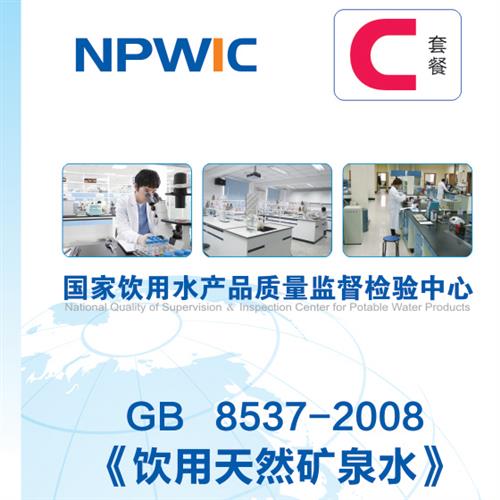 NPWIC
C
套
餐
国家饮用水产品质量监督检验中心
National Quality of Supervision & Inspection Center for Potable Water Products
GB 8537-2008
《饮用天然矿泉水》